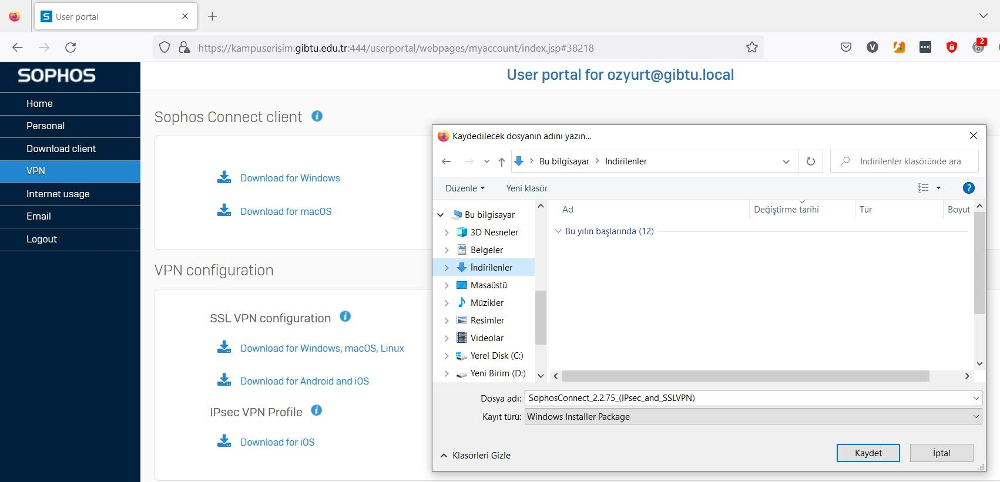 User portal
https://kampuserisim.gibtu.edu.tr:444/userportal/webpages/myaccount/index.jsp#38218
2
SOPHOS
User portal for ozyurt@gibtu.local
Home
Personal
Download client
VPN
Internet usage
Email
Logout
Sophos Connect client
Download for Windows
Download for macOS
VPN configuration
SSL VPN configuration
Download for Windows, macOS, Linux
Download for Android and iOS
IPsec VPN Profile
Download for iOS
Kaydedilecek dosyanın adını yazın...
Bu bilgisayar > İndirilenler
İndirilenler klasöründe ara
Düzenle
Yeni klasör
Bu bilgisayar
3D Nesneler
Belgeler
İndirilenler
Masaüstü
Müzikler
Resimler
Videolar
Yerel Disk (C:)
Yeni Birim (D:)
Ad
Değiştirme tarihi
Tür
Boyut
Bu yılın başlarında (12)
Dosya adı: SophosConnect_2.2.75_(IPsec_and_SSLVPN)
Kayıt türü: Windows Installer Package
Klasörleri Gizle
Kaydet
İptal